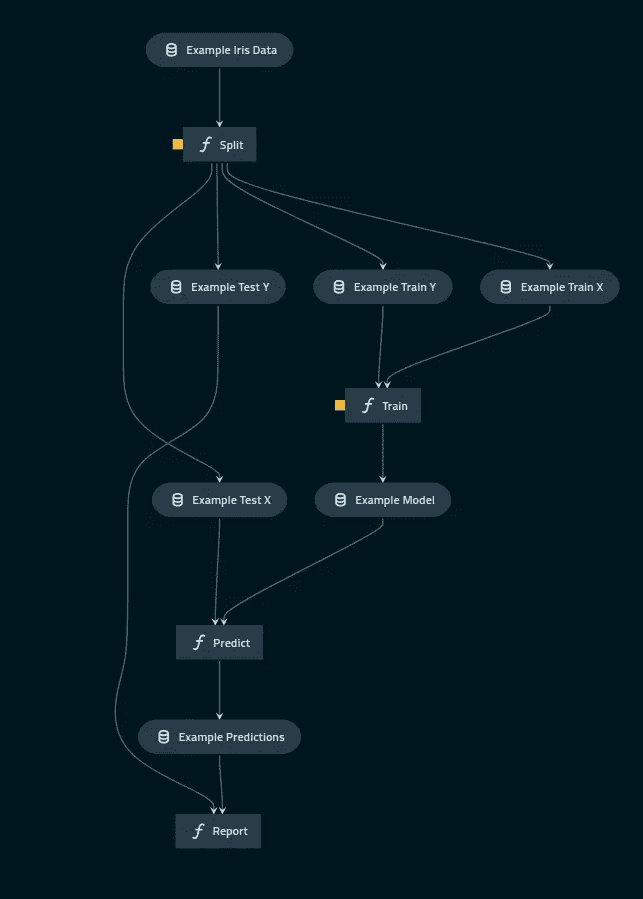 Example Iris Data
Split
Example Test Y
Example Train Y
Example Train X
Train
Example Test X
Example Model
Predict
Example Predictions
Report